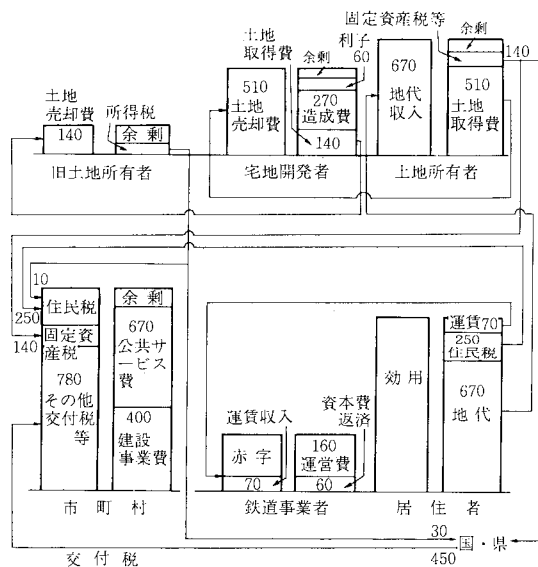 固定資産税等
土地
取得費
利子
60
余剰
余剰
140
土地
売却費
140
所得税
余剰
510
土地
売却費
270
造成費
140
670
地代
収入
510
土地
取得費
旧土地所有者
宅地開発者
土地所有者
10
住民税
250
固定資
産税
140
780
その他
交付税
等
余剰
670
公共サ
ービス
費
400
建設
事業費
運賃収入
資本費
返済
赤字
70
160
運営費
60
効用
運賃70
250
住民税
670
地代
市町村
鉄道事業者
居住者
30
国・県
交付税
450